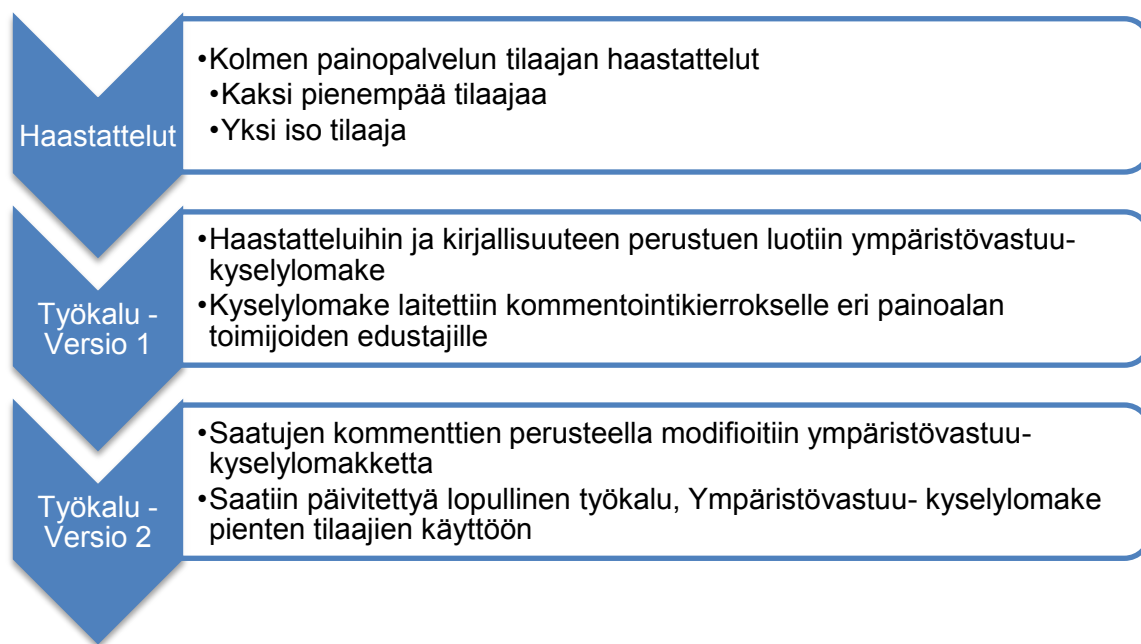 Haastattelut
•Kolmen painopalvelun tilaajan haastattelut
•Kaksi pienempää tilaajaa
•Yksi iso tilaaja
Työkalu -
Versio 1
•Haastatteluihin ja kirjallisuuteen perustuen luotiin ympäristövastuu-
kyselylomake
•Kyselylomake laitettiin kommentointikierrokselle eri painoalan
toimijoiden edustajille
Työkalu -
Versio 2
•Saatujen kommenttien perusteella modifioitiin ympäristövastuu-
kyselylomakketta
•Saatiin päivitettyä lopullinen työkalu, Ympäristövastuu- kyselylomake
pienten tilaajien käyttöön